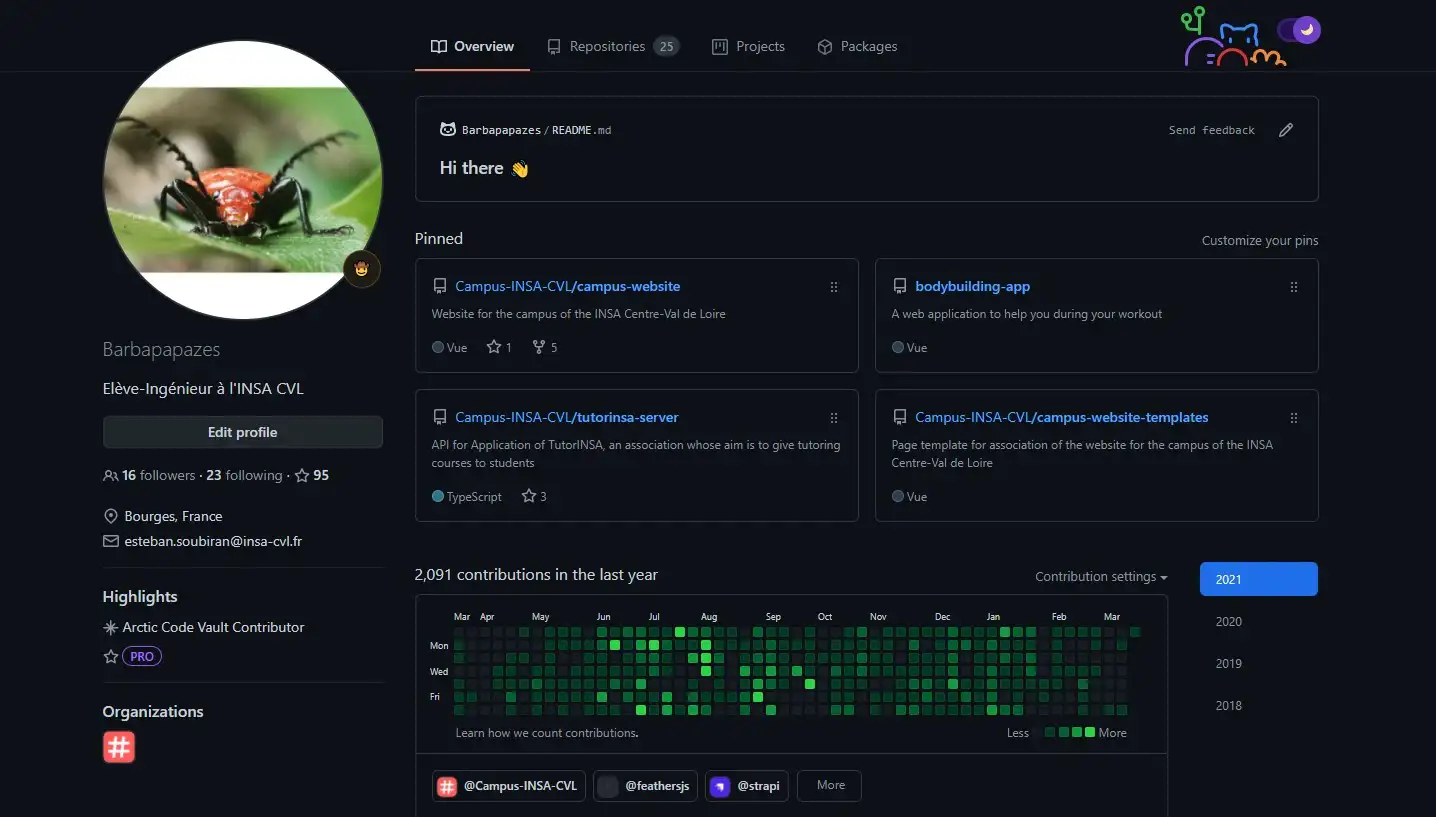 Overview
Repositories 25
Projects
Packages
Barbapapazes
Elève-Ingénieur à l'INSA CVL
Edit profile
16 followers · 23 following · 95
Bourges, France
esteban.soubiran@insa-cvl.fr
Highlights
Arctic Code Vault Contributor
PRO
Organizations
Barbapapazes/README.md
Send feedback
Hi there 👋
Pinned
Customize your pins
Campus-INSA-CVL/campus-website
Website for the campus of the INSA Centre-Val de Loire
Vue 1 5
bodybuilding-app
A web application to help you during your workout
Vue
Campus-INSA-CVL/tutorinsa-server
API for Application of TutorINSA, an association whose aim is to give tutoring
courses to students
TypeScript 3
Campus-INSA-CVL/campus-website-templates
Page template for association of the website for the campus of the INSA
Centre-Val de Loire
Vue
2,091 contributions in the last year
Contribution settings
Mar Apr May Jun Jul Aug Sep Oct Nov Dec Jan Feb Mar
Mon
Wed
Fri
Learn how we count contributions.
Less More
2021
2020
2019
2018
@Campus-INSA-CVL
@feathersjs
@strapi
More